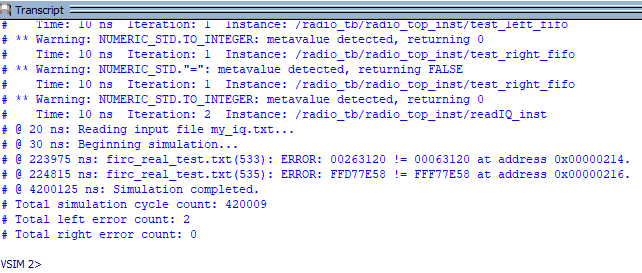 Transcript
#    Time: 10 ns  Iteration: 1  Instance: /radio_tb/radio_top_inst/test_left_fifo
# ** Warning: NUMERIC_STD.TO_INTEGER: metavalue detected, returning 0
#    Time: 10 ns  Iteration: 1  Instance: /radio_tb/radio_top_inst/test_right_fifo
# ** Warning: NUMERIC_STD."=": metavalue detected, returning FALSE
#    Time: 10 ns  Iteration: 1  Instance: /radio_tb/radio_top_inst/test_right_fifo
# ** Warning: NUMERIC_STD.TO_INTEGER: metavalue detected, returning 0
#    Time: 10 ns  Iteration: 2  Instance: /radio_tb/radio_top_inst/readIQ_inst
# @ 20 ns: Reading input file my_iq.txt...
# @ 30 ns: Beginning simulation...
# @ 223975 ns: firc_real_test.txt(533): ERROR: 00263120 != 00063120 at address 0x00000214.
# @ 224815 ns: firc_real_test.txt(535): ERROR: FFD77E58 != FFF77E58 at address 0x00000216.
# @ 4200125 ns: Simulation completed.
# Total simulation cycle count: 420009
# Total left error count: 2
# Total right error count: 0
VSIM 2>